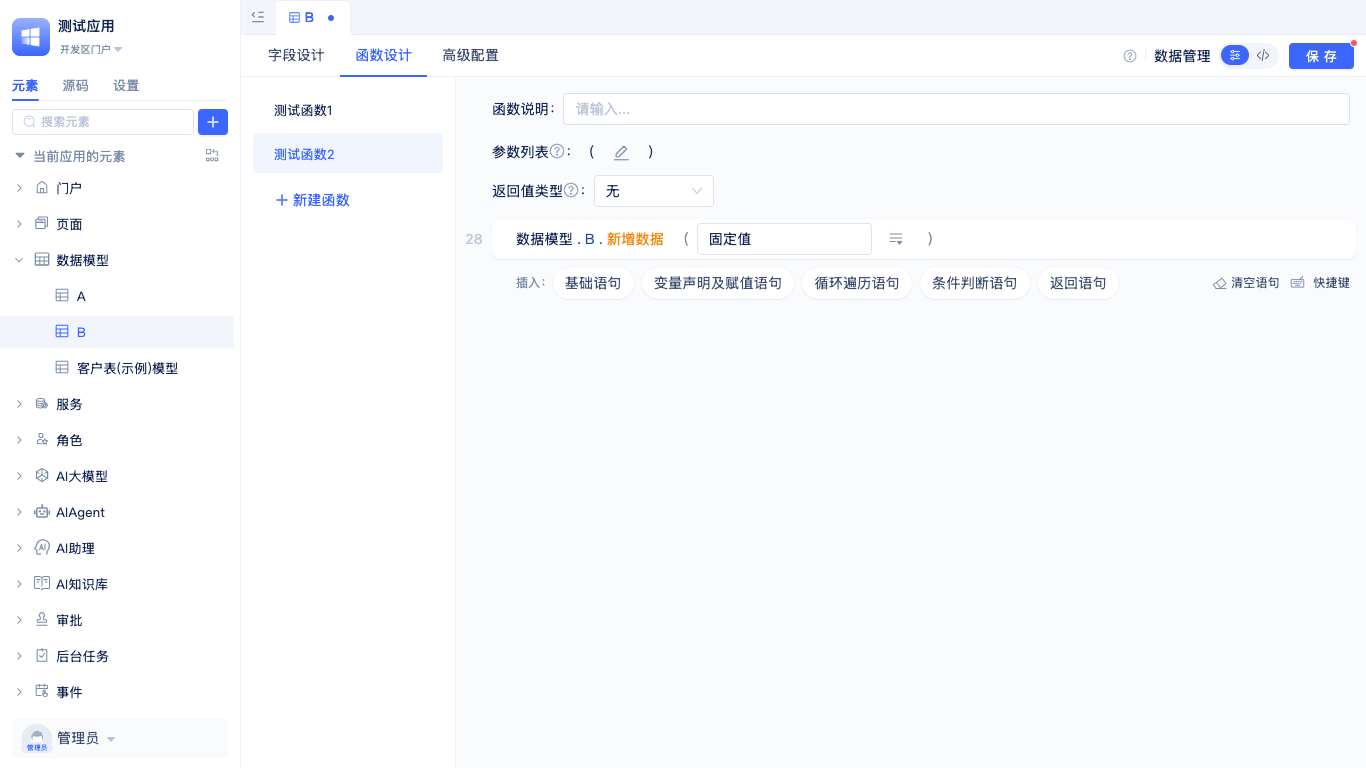 测试应用
开发区门户
元素 源码 设置
搜索元素
当前应用的元素
门户
页面
数据模型
A
B
客户表(示例)模型
服务
角色
AI大模型
AIAgent
AI助理
AI知识库
审批
后台任务
事件
管理员
管理员
B
字段设计 函数设计 高级配置
数据管理
保 存
测试函数1
测试函数2
新建函数
函数说明: 请输入...
参数列表 : ( )
返回值类型 : 无
28 数据模型 . B . 新增数据 ( 固定值 )
插入: 基础语句 变量声明及赋值语句 循环遍历语句 条件判断语句 返回语句 清空语句 快捷键